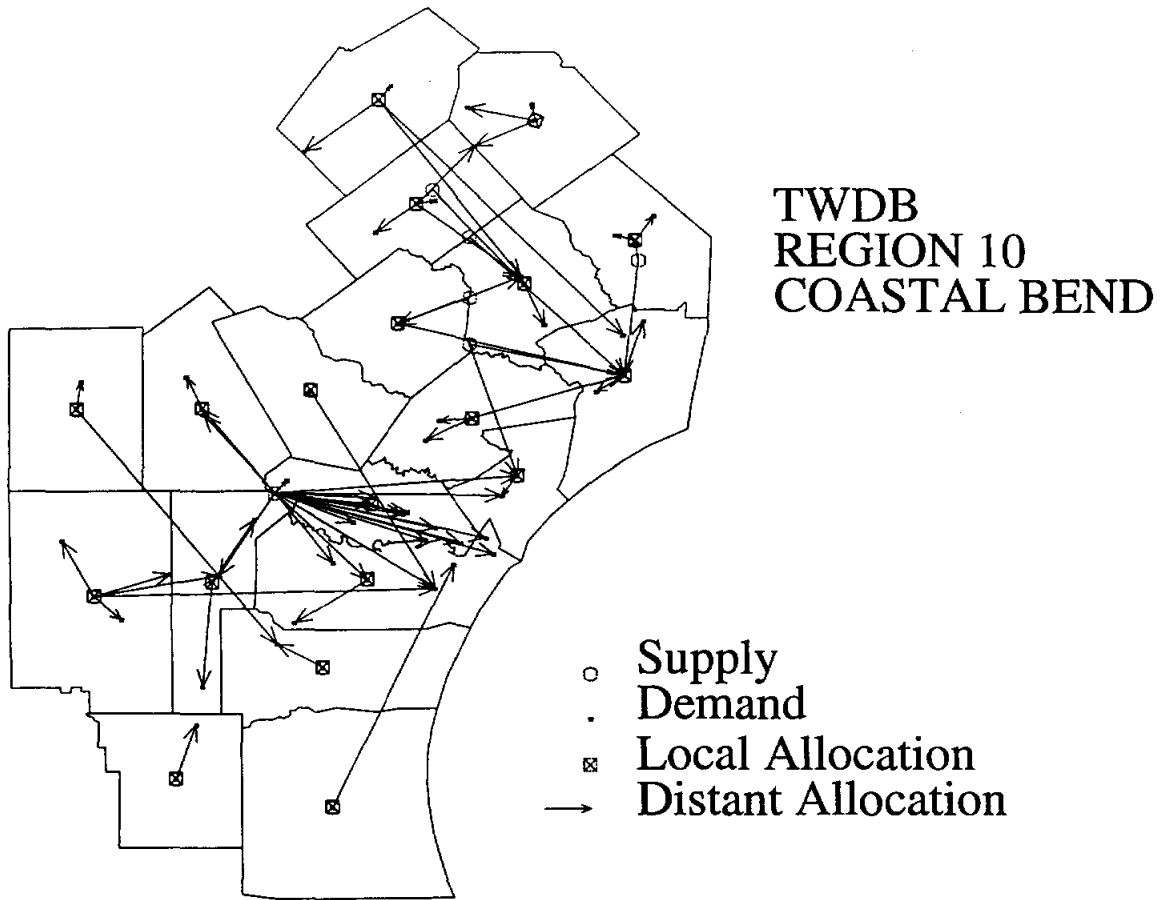 TWDB
REGION 10
COASTAL BEND
Supply
Demand
Local Allocation
Distant Allocation